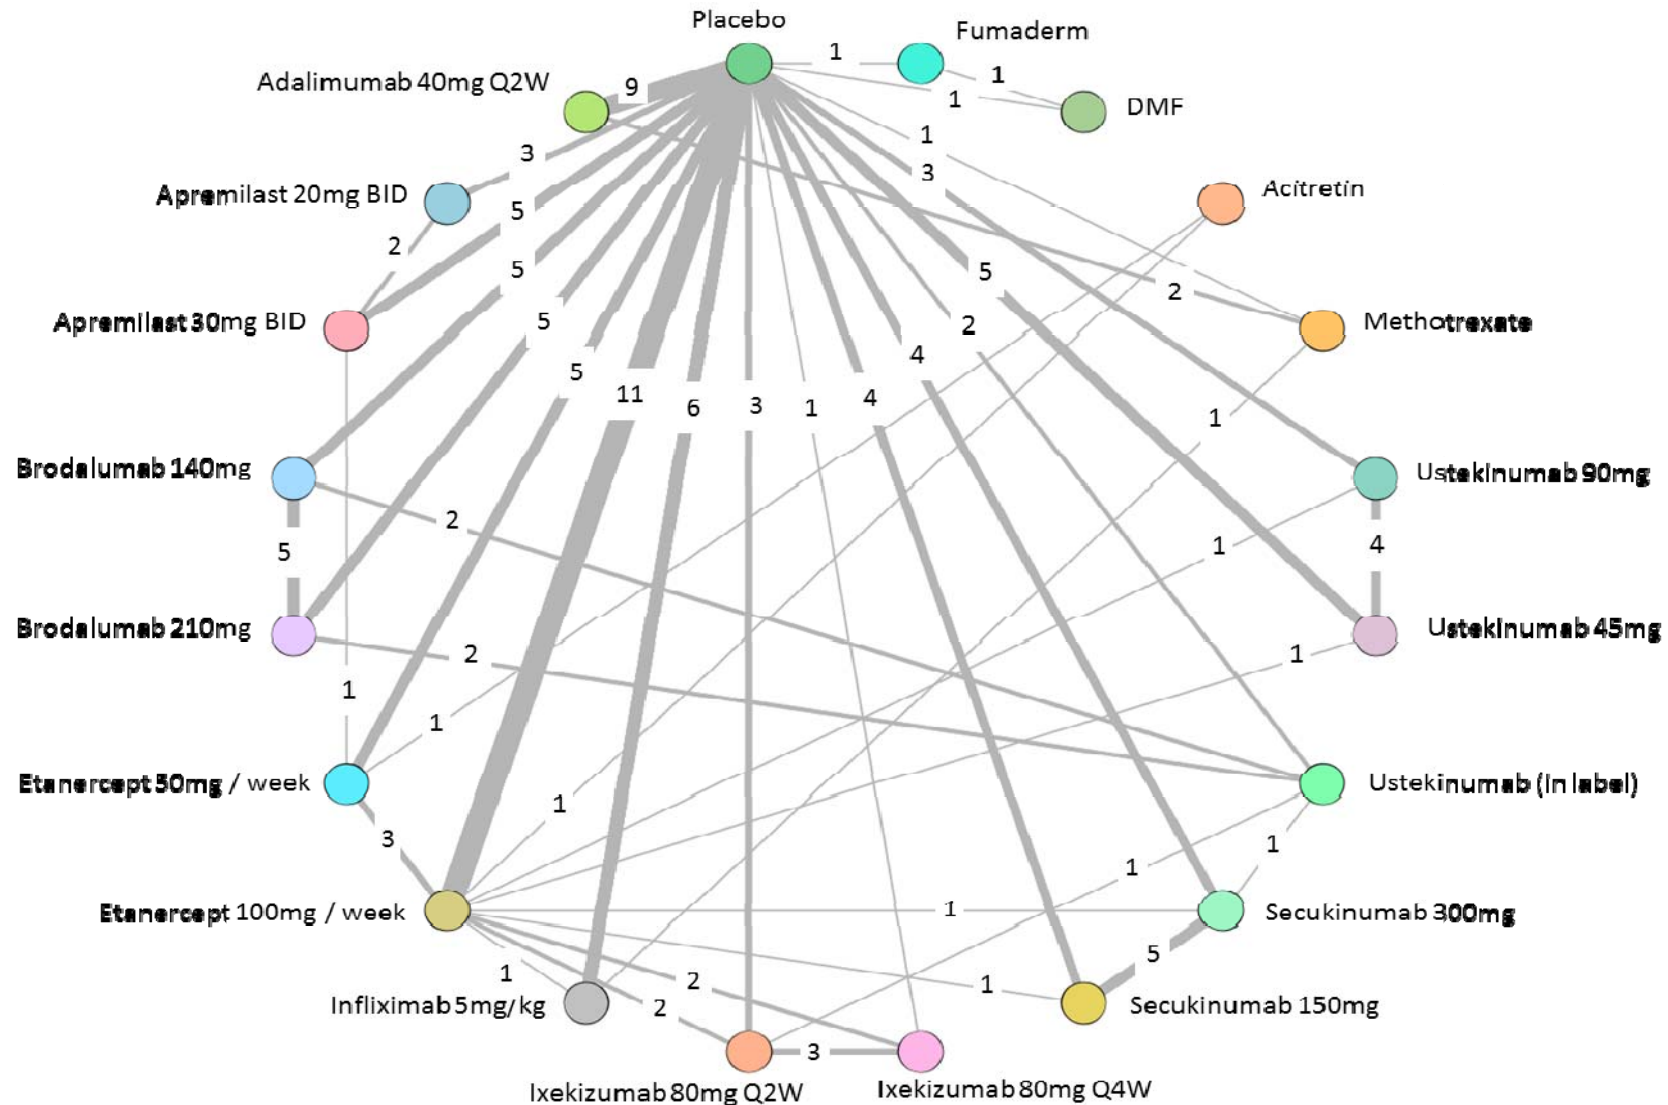 Placebo
Fumaderm
1
Adalimumab 40mg Q2W
9
1
1
DMF
1
3
3
Apremilast 20mg BID
Acitretin
5
2
5
5
2
Apremilast 30mg BID
5
2
Methotrexate
4
5
11
6
3
1
4
1
Brodalumab 140mg
Ustekinumab 90mg
2
5
1
4
Brodalumab 210mg
Ustekinumab 45mg
2
1
1
1
Etanercept 50mg / week
Ustekinumab (in label)
1
3
1
1
Etanercept 100mg / week
1
Secukinumab 300mg
5
1
2
1
Infliximab 5mg/kg
2
Secukinumab 150mg
3
Ixekizumab 80mg Q2W
Ixekizumab 80mg Q4W